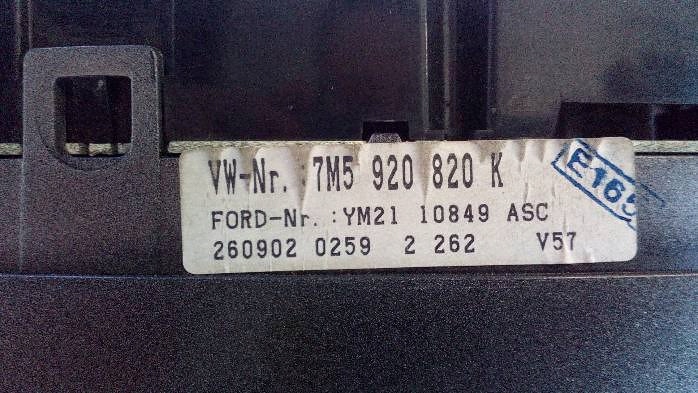 VW-Nr. : 7M5 920 820 K
FORD-Nr. : YM21 10849 ASC
260902 0259 2 262 V57
E165